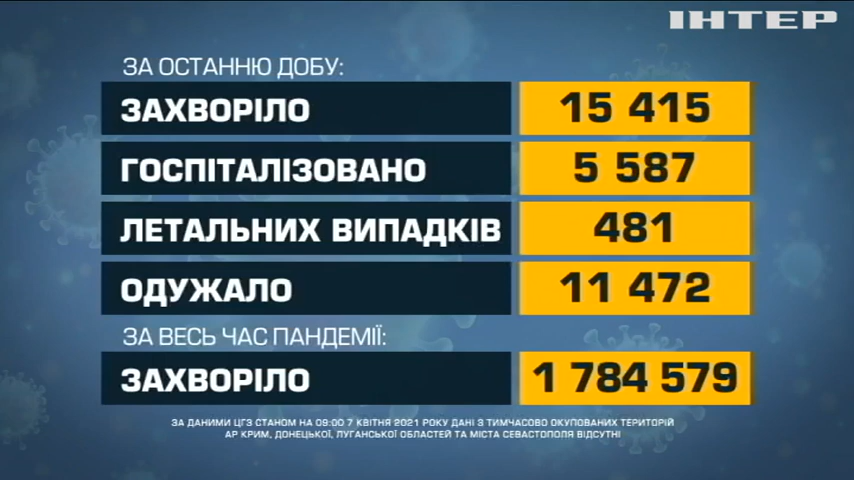 ІНТЕР
ЗА ОСТАННЮ ДОБУ:
ЗАХВОРІЛО 15 415
ГОСПІТАЛІЗОВАНО 5 587
ЛЕТАЛЬНИХ ВИПАДКІВ 481
ОДУЖАЛО 11 472
ЗА ВЕСЬ ЧАС ПАНДЕМІЇ:
ЗАХВОРІЛО 1 784 579
ЗА ДАНИМИ ЦГЗ СТАНОМ НА 09:00 7 КВІТНЯ 2021 РОКУ ДАНІ З ТИМЧАСОВО ОКУПОВАНИХ ТЕРИТОРІЙ
АР КРИМ, ДОНЕЦЬКОЇ, ЛУГАНСЬКОЇ ОБЛАСТЕЙ ТА МІСТА СЕВАСТОПОЛЯ ВІДСУТНІ